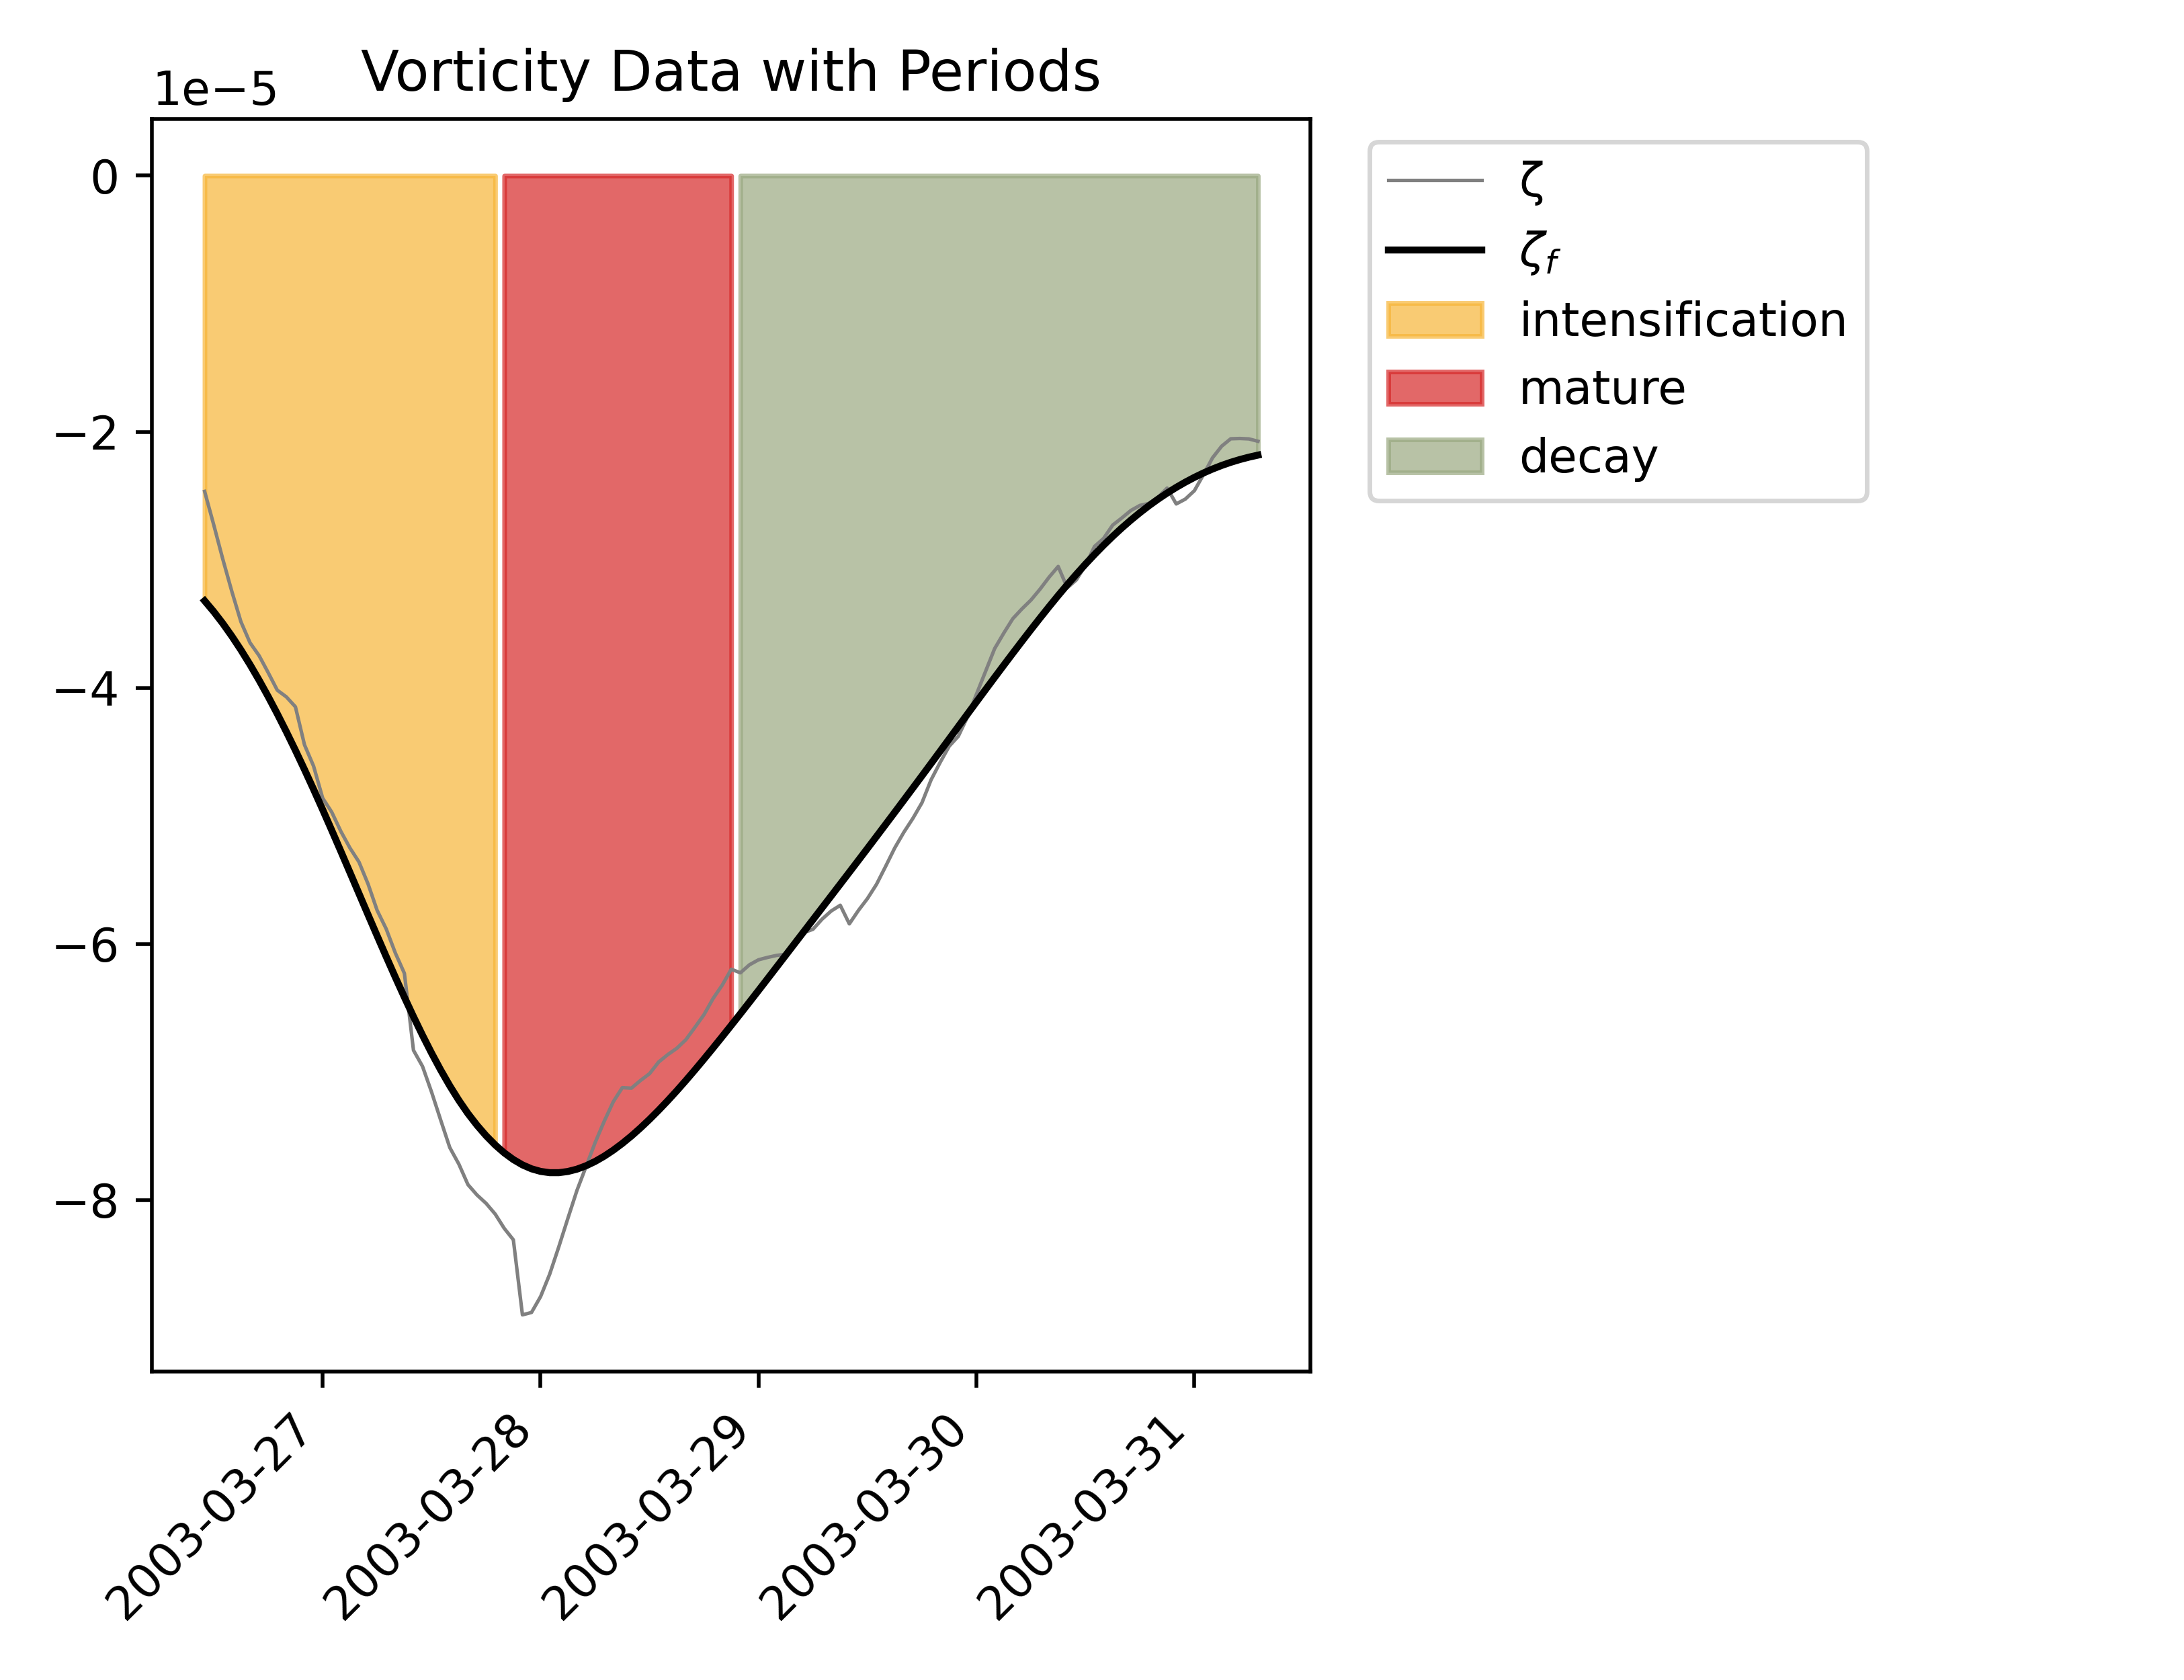 Vorticity Data with Periods
1e−5
0
−2
−4
−6
−8
2003-03-27
2003-03-28
2003-03-29
2003-03-30
2003-03-31
ζ
ζf
intensification
mature
decay